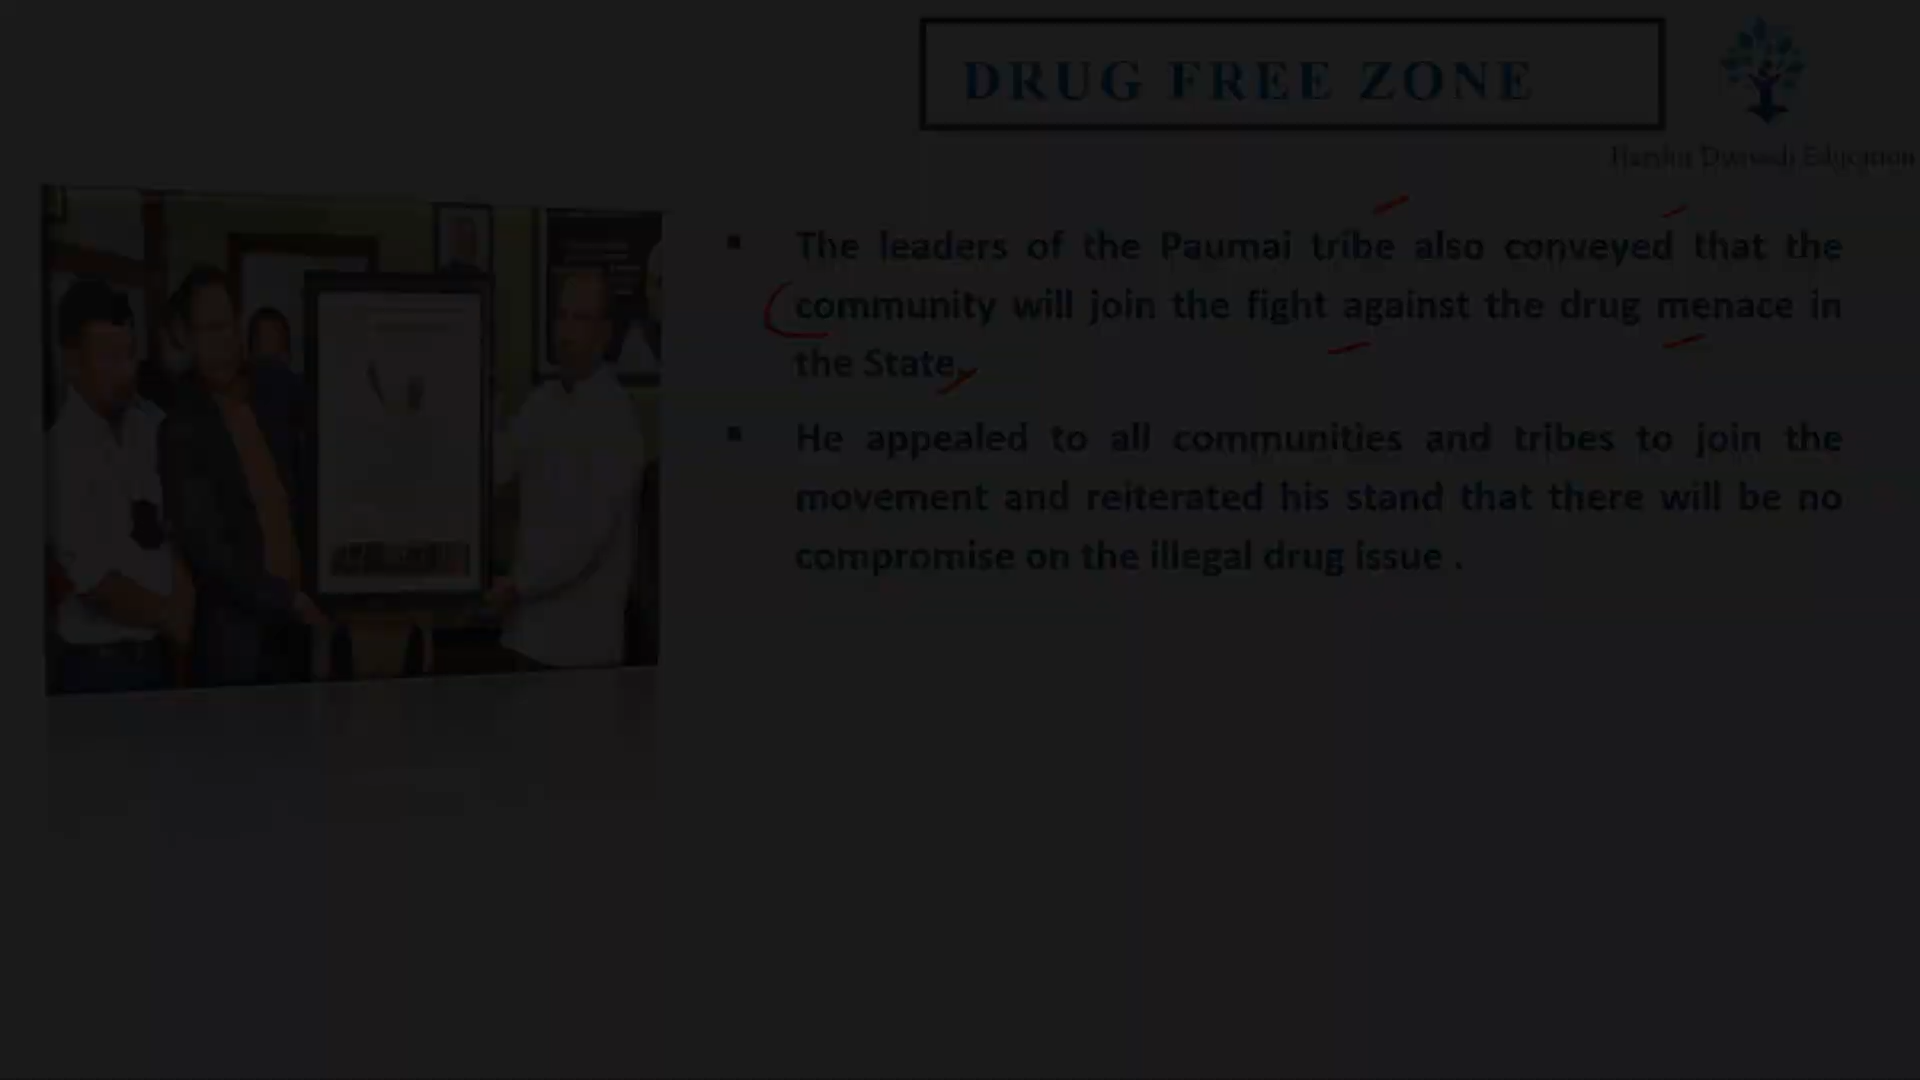 DRUG FREE ZONE
Education
▪ The leaders of the Paumai tribe also conveyed that the
community will join the fight against the drug menace in
the State.
▪ He appealed to all communities and tribes to join the
movement and reiterated his stand that there will be no
compromise on the illegal drug issue .